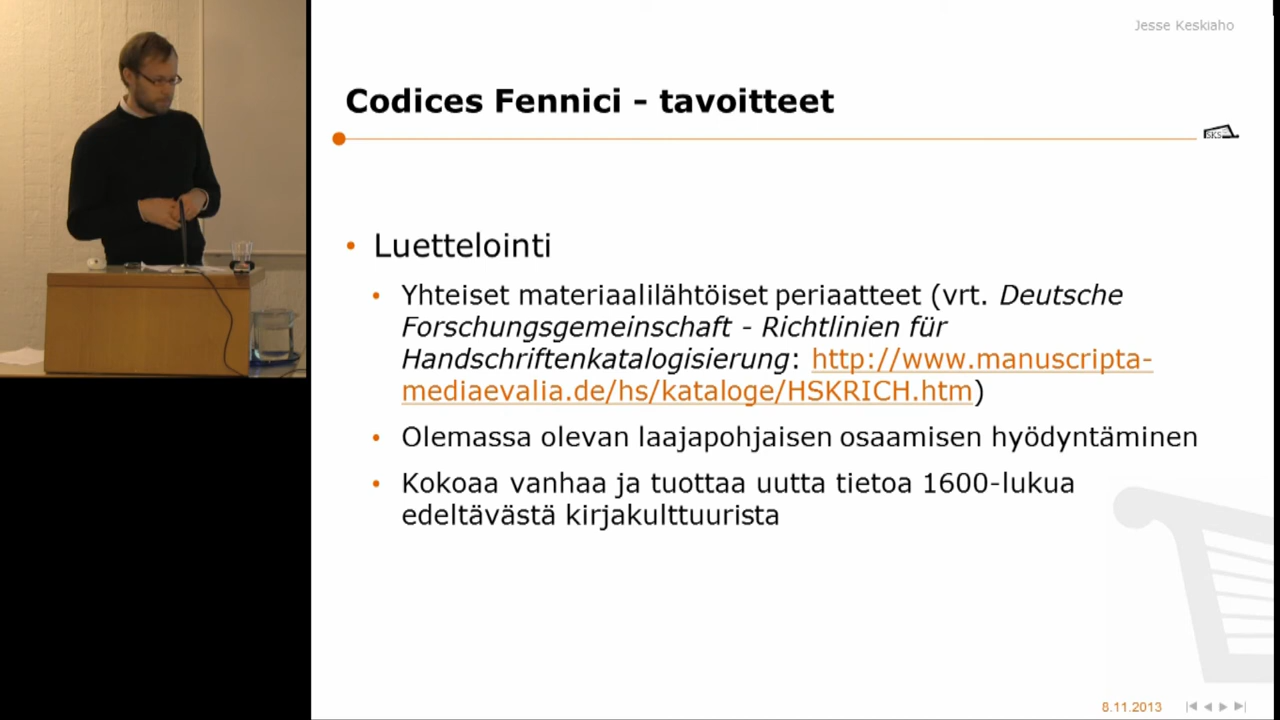 Jesse Keskiaho
Codices Fennici - tavoitteet
SKS
• Luettelointi
• Yhteiset materiaalilähtöiset periaatteet (vrt. Deutsche
Forschungsgemeinschaft - Richtlinien für
Handschriftenkatalogisierung: http://www.manuscripta-
mediaevalia.de/hs/kataloge/HSKRICH.htm)
• Olemassa olevan laajapohjaisen osaamisen hyödyntäminen
• Kokoaa vanhaa ja tuottaa uutta tietoa 1600-lukua
edeltävästä kirjakulttuurista
8.11.2013